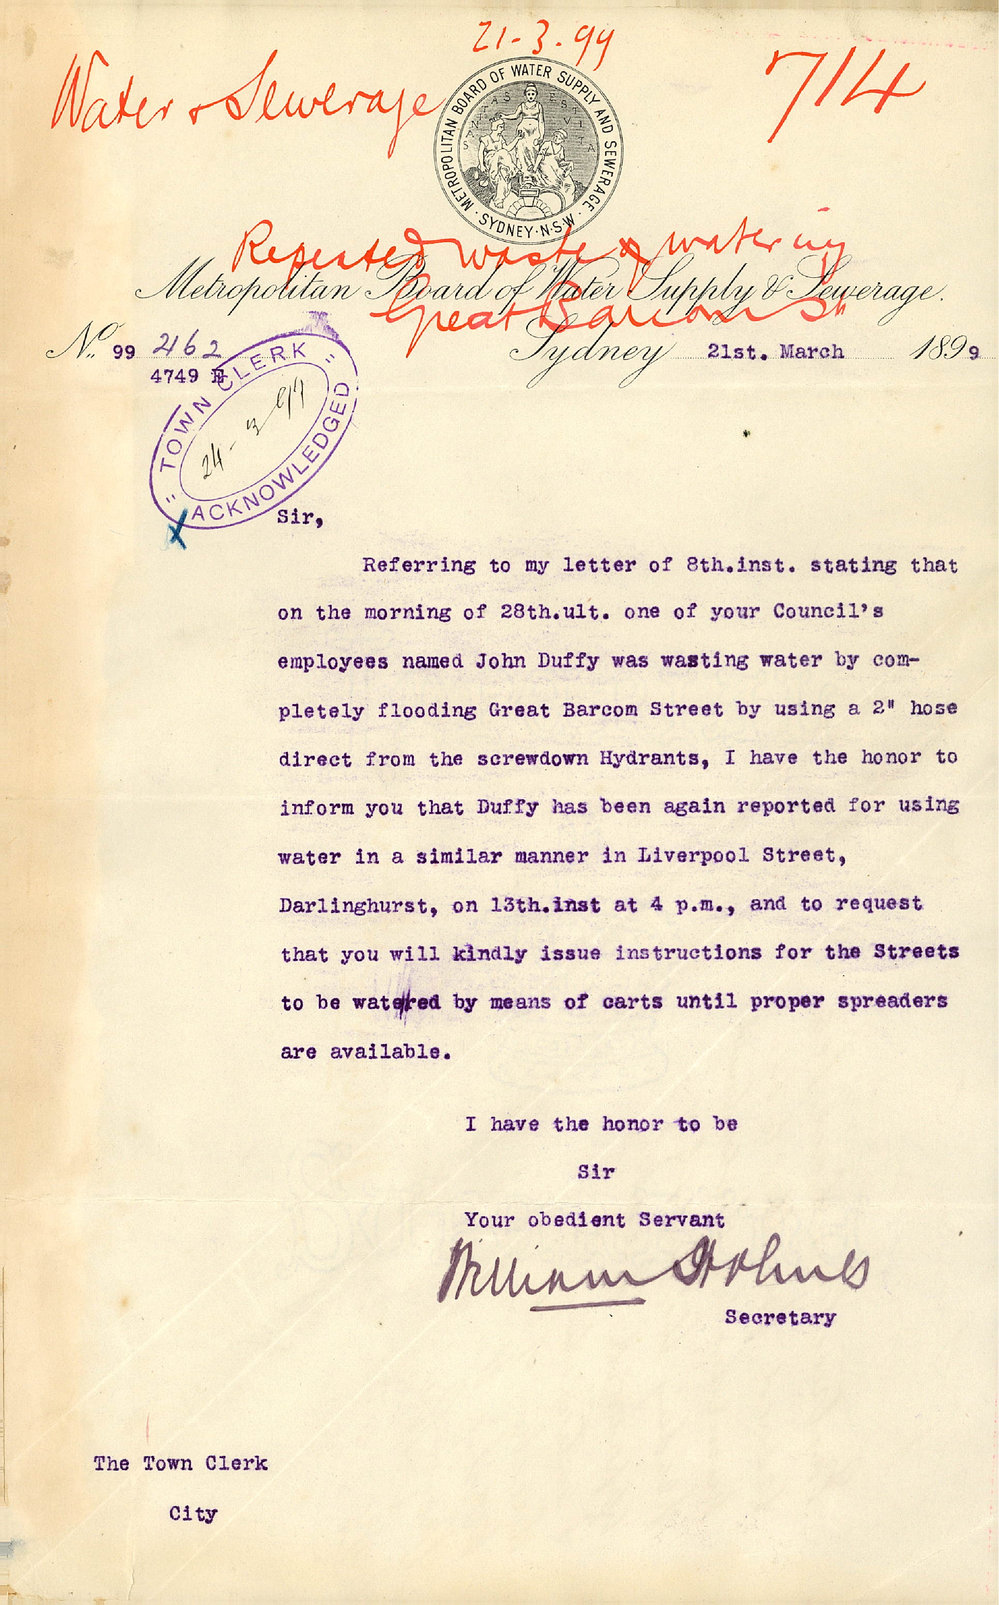 21-3-99
Water & Sewerage
714
METROPOLITAN BOARD OF WATER SUPPLY AND SEWERAGE.
SANITAS EST VITA
· SYDNEY · N·S·W ·
Repeated waste of watering
Great Barcom St
Metropolitan Board of Water Supply & Sewerage.
No. 99 2162
4749 E
Sydney 21st. March 1899
" TOWN CLERK "
24-3-99
ACKNOWLEDGED
x
Sir,
Referring to my letter of 8th.inst. stating that
on the morning of 28th.ult. one of your Council's
employees named John Duffy was wasting water by com-
pletely flooding Great Barcom Street by using a 2" hose
direct from the screwdown Hydrants, I have the honor to
inform you that Duffy has been again reported for using
water in a similar manner in Liverpool Street,
Darlinghurst, on 13th.inst at 4 p.m., and to request
that you will kindly issue instructions for the Streets
to be watered by means of carts until proper spreaders
are available.
I have the honor to be
Sir
Your obedient Servant
William Holmes
Secretary
The Town Clerk
City